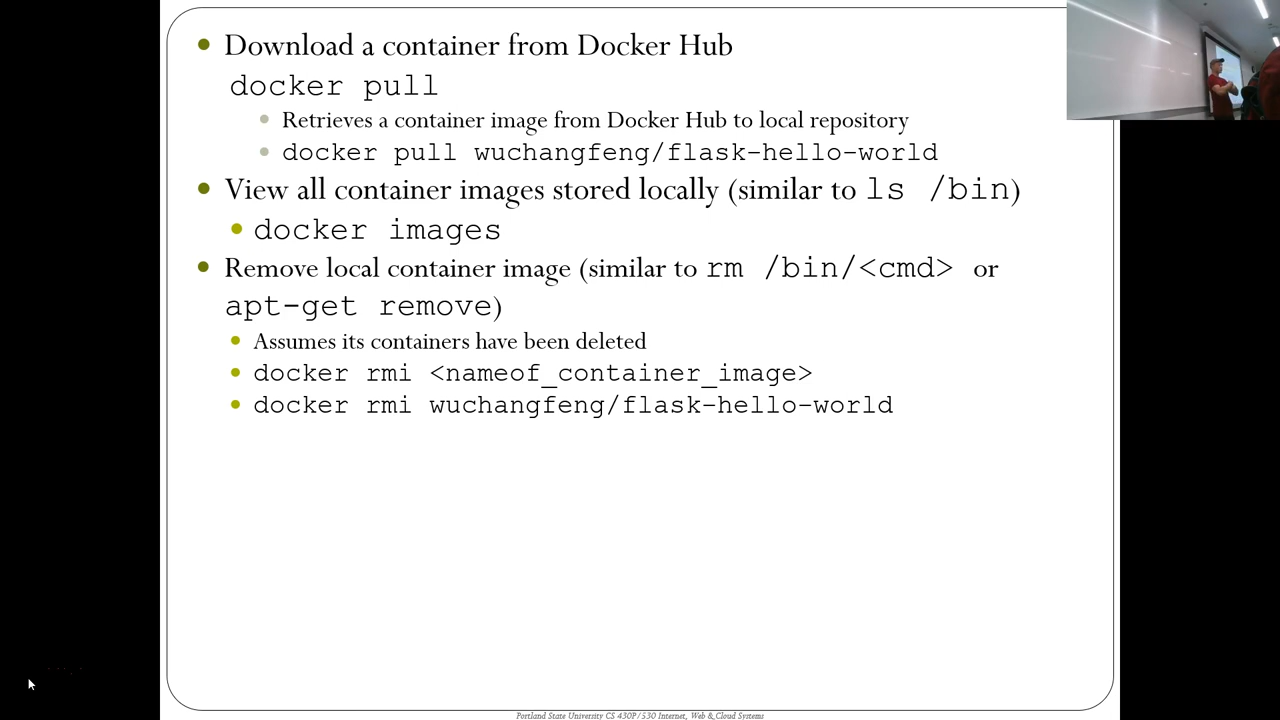 Download a container from Docker Hub
docker pull
Retrieves a container image from Docker Hub to local repository
docker pull wuchangfeng/flask-hello-world
View all container images stored locally (similar to ls /bin)
docker images
Remove local container image (similar to rm /bin/<cmd> or
apt-get remove)
Assumes its containers have been deleted
docker rmi <nameof_container_image>
docker rmi wuchangfeng/flask-hello-world
Portland State University CS 430P/530 Internet, Web & Cloud Systems